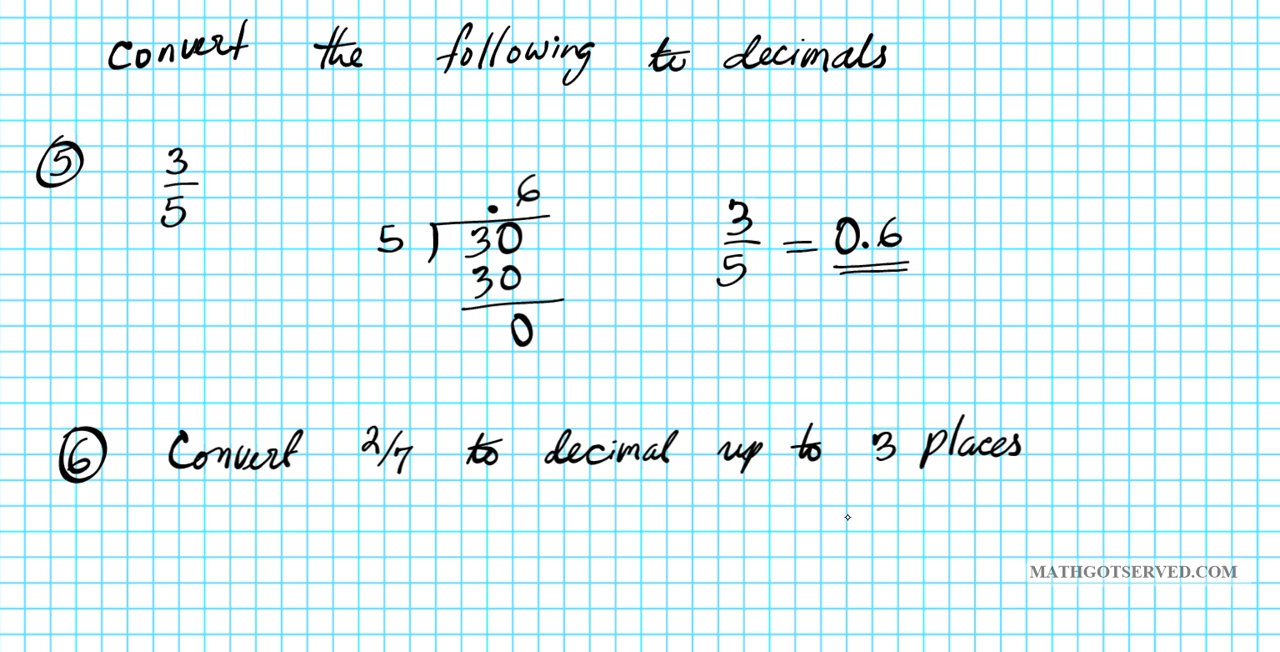 Convert the following to decimals
5 3/5
.6
5 ) 30
30
0
3/5 = 0.6
6 Convert 2/7 to decimal up to 3 places
MATHGOTSERVED.COM